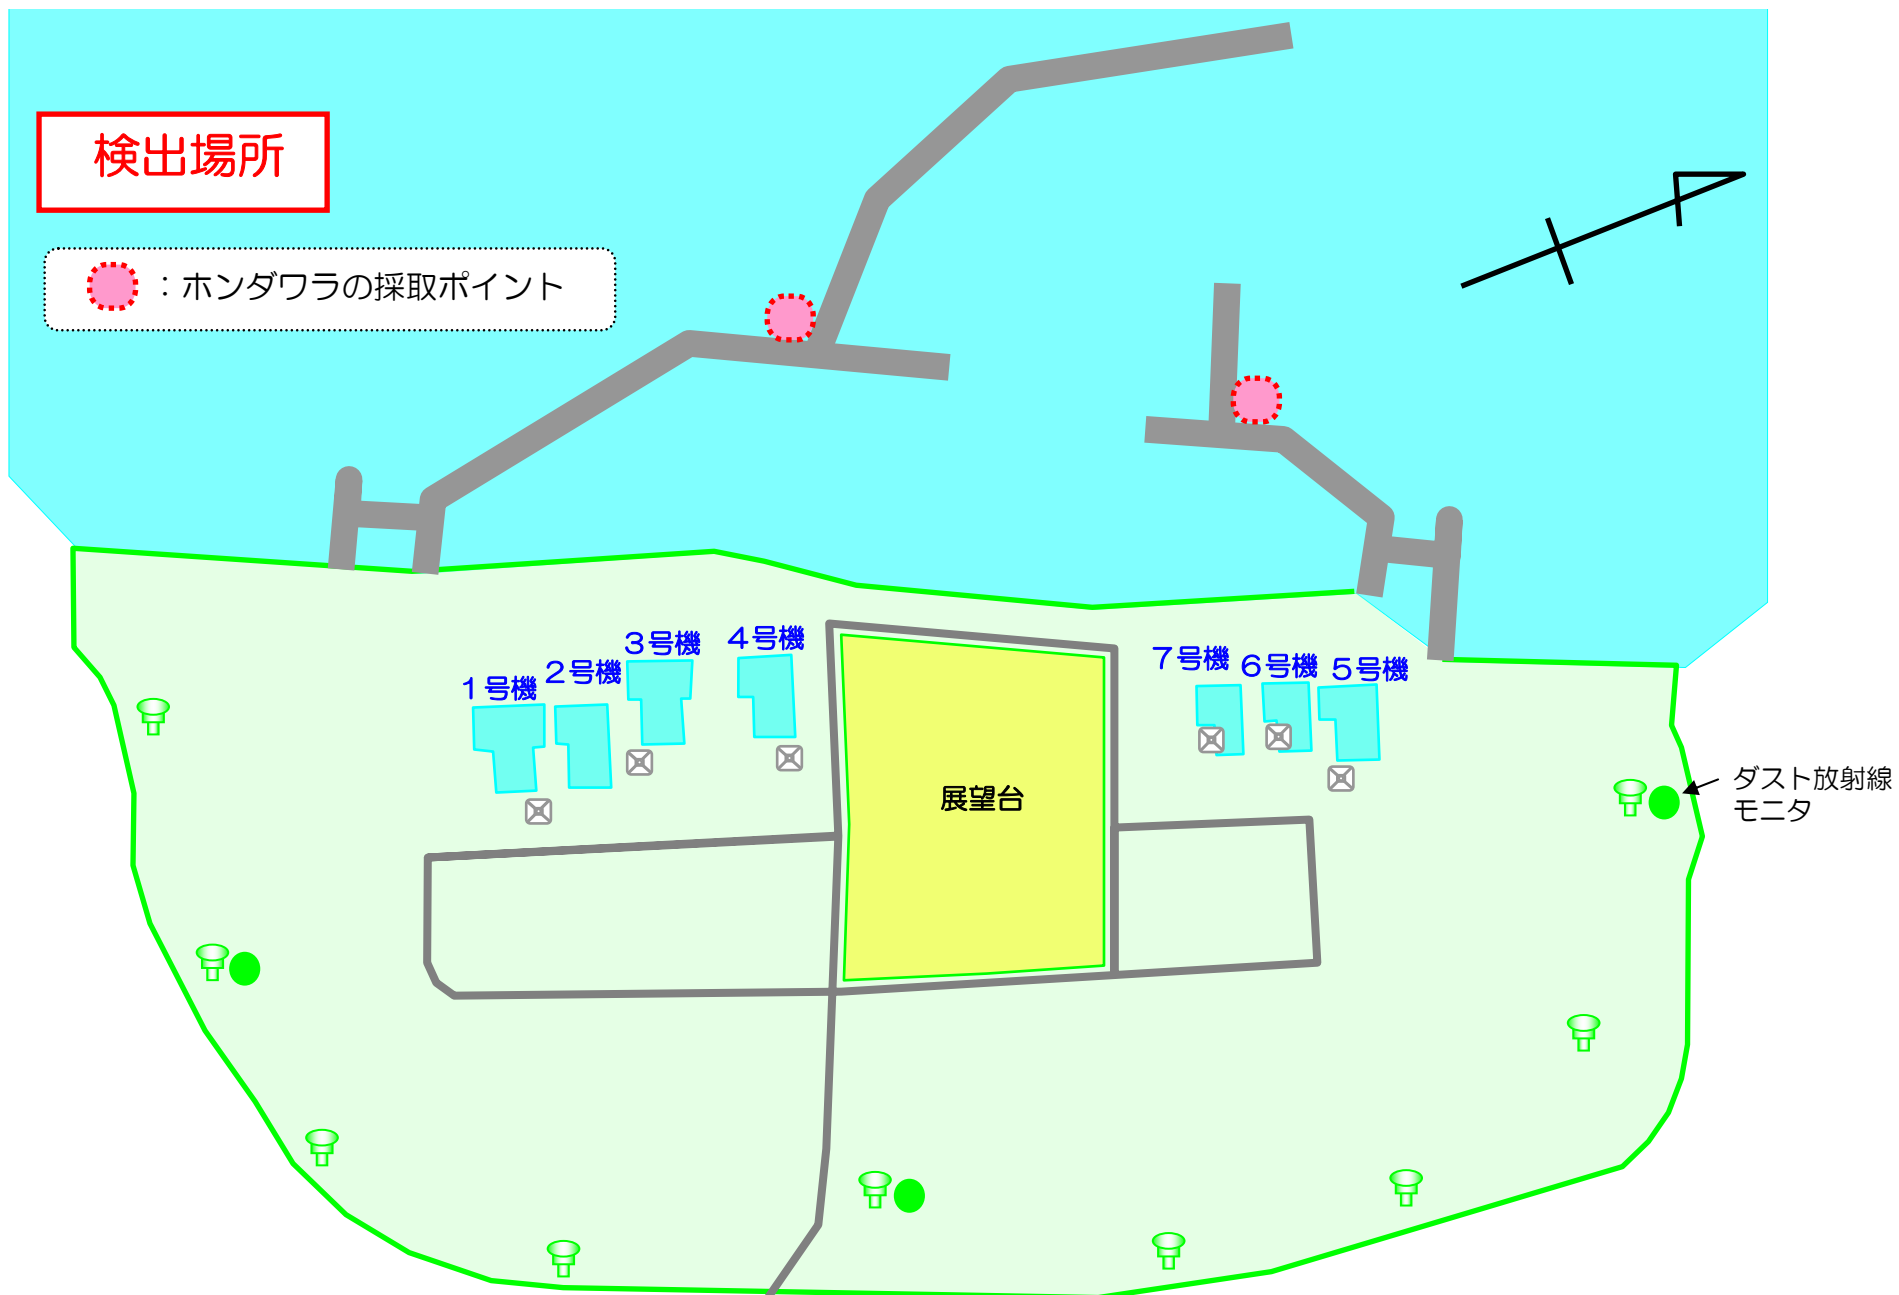 検出場所
：ホンダワラの採取ポイント
１号機
２号機
３号機
４号機
７号機
６号機
５号機
展望台
ダスト放射線
モニタ